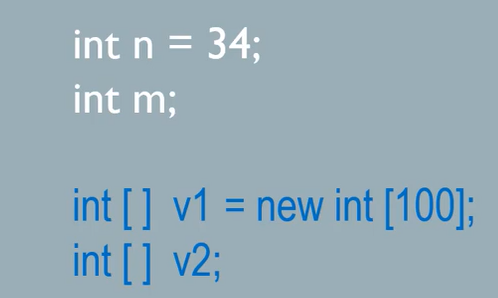 int n = 34;
int m;
int [ ] v1 = new int [100];
int [ ] v2;